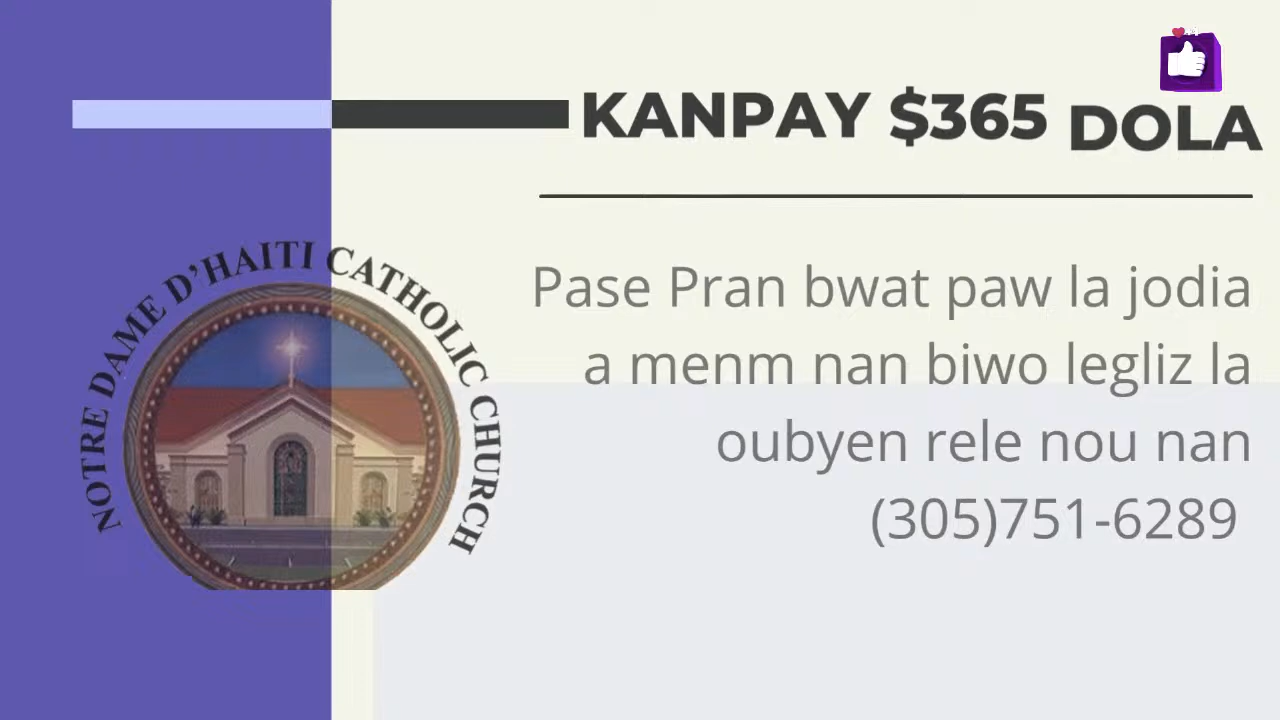 KANPAY $365 DOLA
NOTRE DAME D'HAITI CATHOLIC CHURCH
Pase Pran bwat paw la jodia
a menm nan biwo legliz la
oubyen rele nou nan
(305)751-6289